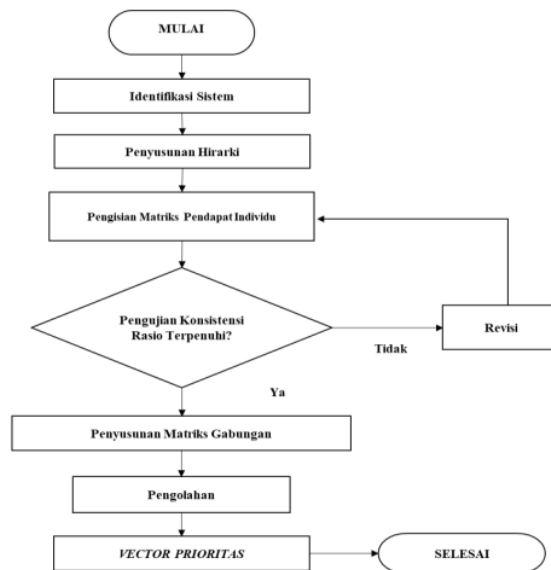 MULAI
Identifikasi Sistem
Penyusunan Hirarki
Pengisian Matriks Pendapat Individu
Pengujian Konsistensi
Rasio Terpenuhi?
Tidak
Revisi
Ya
Penyusunan Matriks Gabungan
Pengolahan
VECTOR PRIORITAS
SELESAI